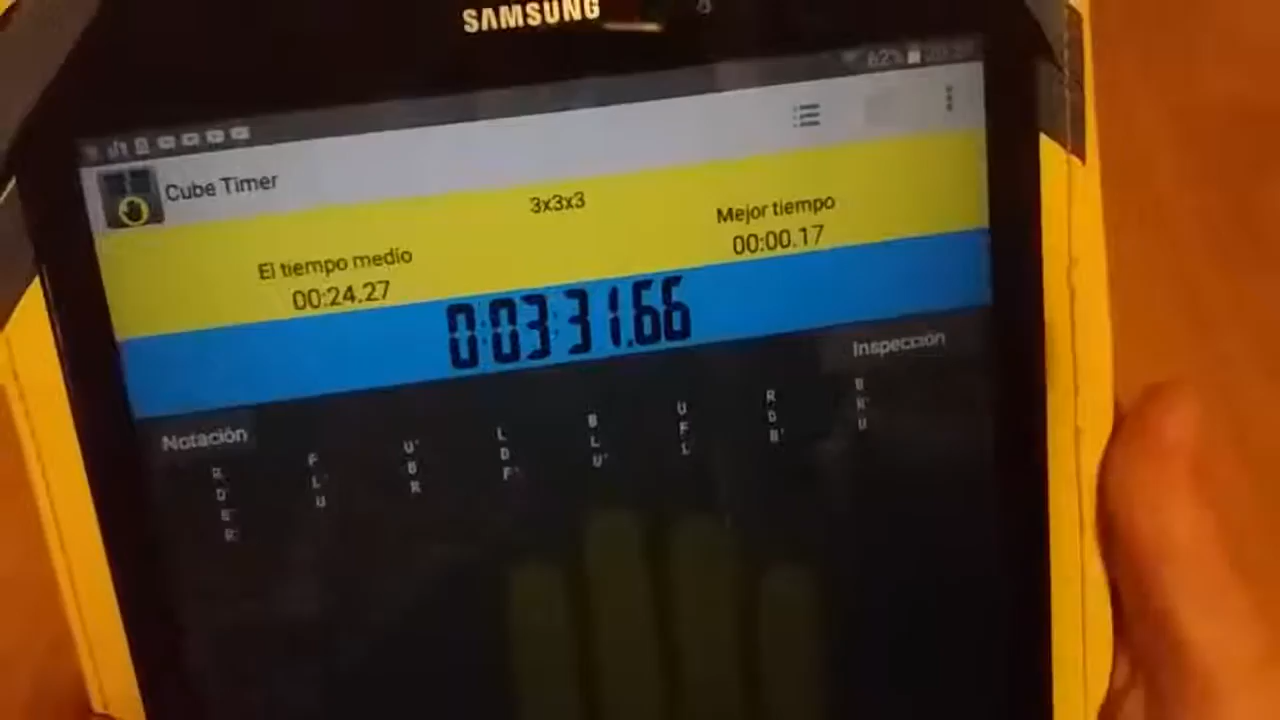 SAMSUNG
62%
Cube Timer
3x3x3
El tiempo medio
00:24.27
Mejor tiempo
00:00.17
0:03:31.66
Inspección
Notación
R F U' L B U R B
D' L' B D L F D R'
U R F' U' L B' U